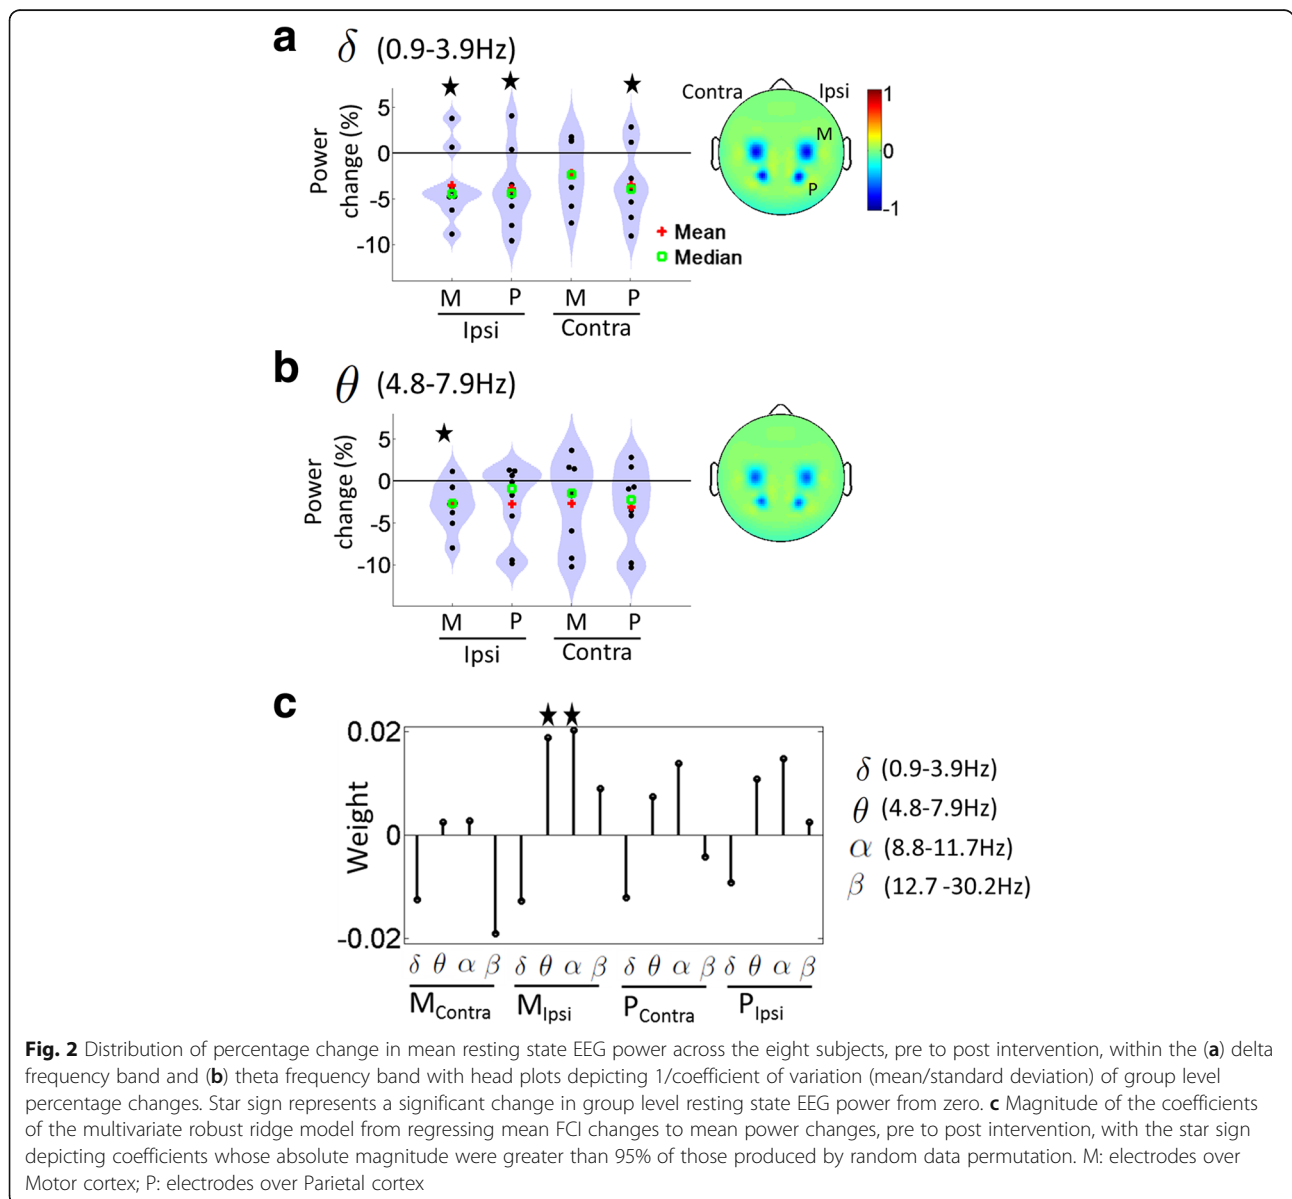 a δ (0.9-3.9Hz)
Power change (%)
5
0
-5
-10
M P M P
Ipsi Contra
Mean
Median
Contra Ipsi
M
P
1
0
-1
b θ (4.8-7.9Hz)
Power change (%)
5
0
-5
-10
M P M P
Ipsi Contra
c
Weight
0.02
0
-0.02
δ θ α β δ θ α β δ θ α β δ θ α β
MContra MIpsi PContra PIpsi
δ (0.9-3.9Hz)
θ (4.8-7.9Hz)
α (8.8-11.7Hz)
β (12.7 -30.2Hz)
Fig. 2 Distribution of percentage change in mean resting state EEG power across the eight subjects, pre to post intervention, within the (a) delta
frequency band and (b) theta frequency band with head plots depicting 1/coefficient of variation (mean/standard deviation) of group level
percentage changes. Star sign represents a significant change in group level resting state EEG power from zero. c Magnitude of the coefficients
of the multivariate robust ridge model from regressing mean FCI changes to mean power changes, pre to post intervention, with the star sign
depicting coefficients whose absolute magnitude were greater than 95% of those produced by random data permutation. M: electrodes over
Motor cortex; P: electrodes over Parietal cortex